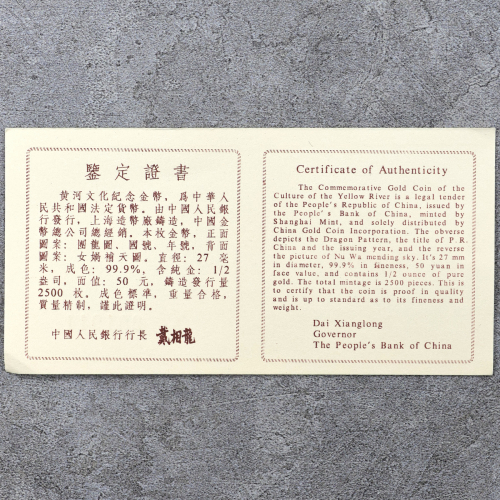 鑒定證書
黄河文化紀念金幣，爲中華人
民共和國法定貨幣。由中國人民銀
行發行，上海造幣廠鑄造，中國金
幣總公司總經銷。本枚金幣，正面
圖案：團龍圖、國號、年號，背面
圖案：女媧補天圖。直徑：27 毫
米，成色：99.9%，含純金：1/2
盎司，面值：50 元，鑄造發行量
2500 枚。成色標準，重量合格，
質量精制，謹此證明。
中國人民銀行行長 戴相龍
Certificate of Authenticity
The Commemorative Gold Coin of the
Culture of the Yellow River is a legal tender
of the People's Republic of China, issued by
the People's Bank of China, minted by
Shanghai Mint, and solely distributed by
China Gold Coin Incorporation. The obverse
depicts the Dragon Pattern, the title of P.R.
China and the issuing year, and the reverse
the picture of Nu Wa mending sky. It's 27 mm
in diameter, 99.9% in fineness, 50 yuan in
face value, and contains 1/2 ounce of pure
gold. The total mintage is 2500 pieces. This is
to certify that the coin is proof in quality
and is up to standard as to its fineness and
weight.
Dai Xianglong
Governor
The People's Bank of China